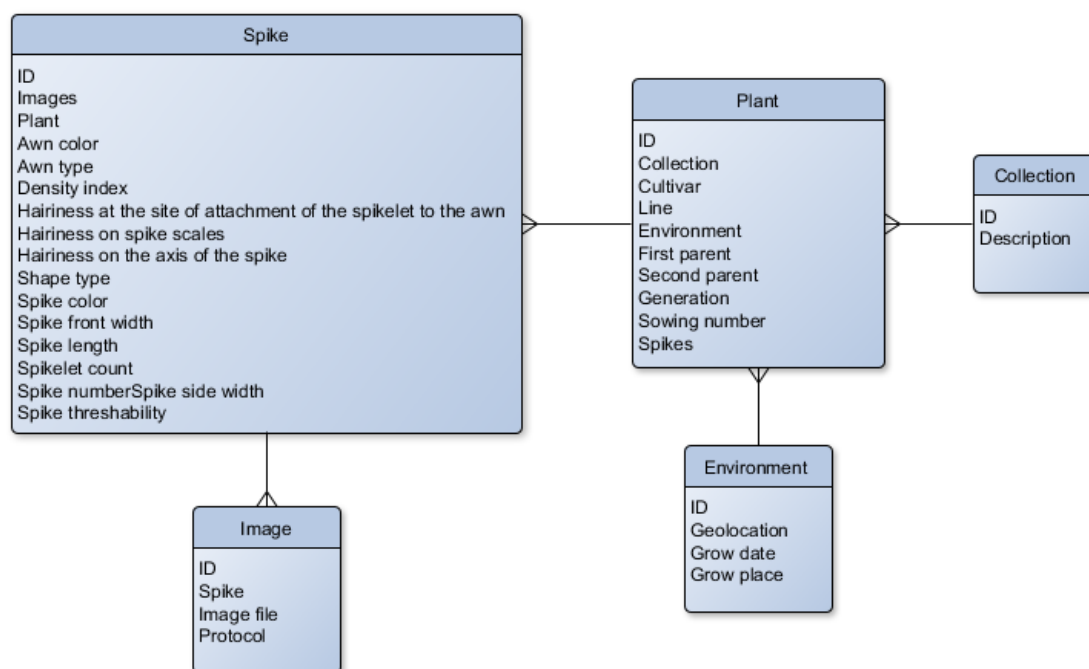 Spike
ID
Images
Plant
Awn color
Awn type
Density index
Hairiness at the site of attachment of the spikelet to the awn
Hairiness on spike scales
Hairiness on the axis of the spike
Shape type
Spike color
Spike front width
Spike length
Spikelet count
Spike numberSpike side width
Spike threshability
Plant
ID
Collection
Cultivar
Line
Environment
First parent
Second parent
Generation
Sowing number
Spikes
Collection
ID
Description
Image
ID
Spike
Image file
Protocol
Environment
ID
Geolocation
Grow date
Grow place